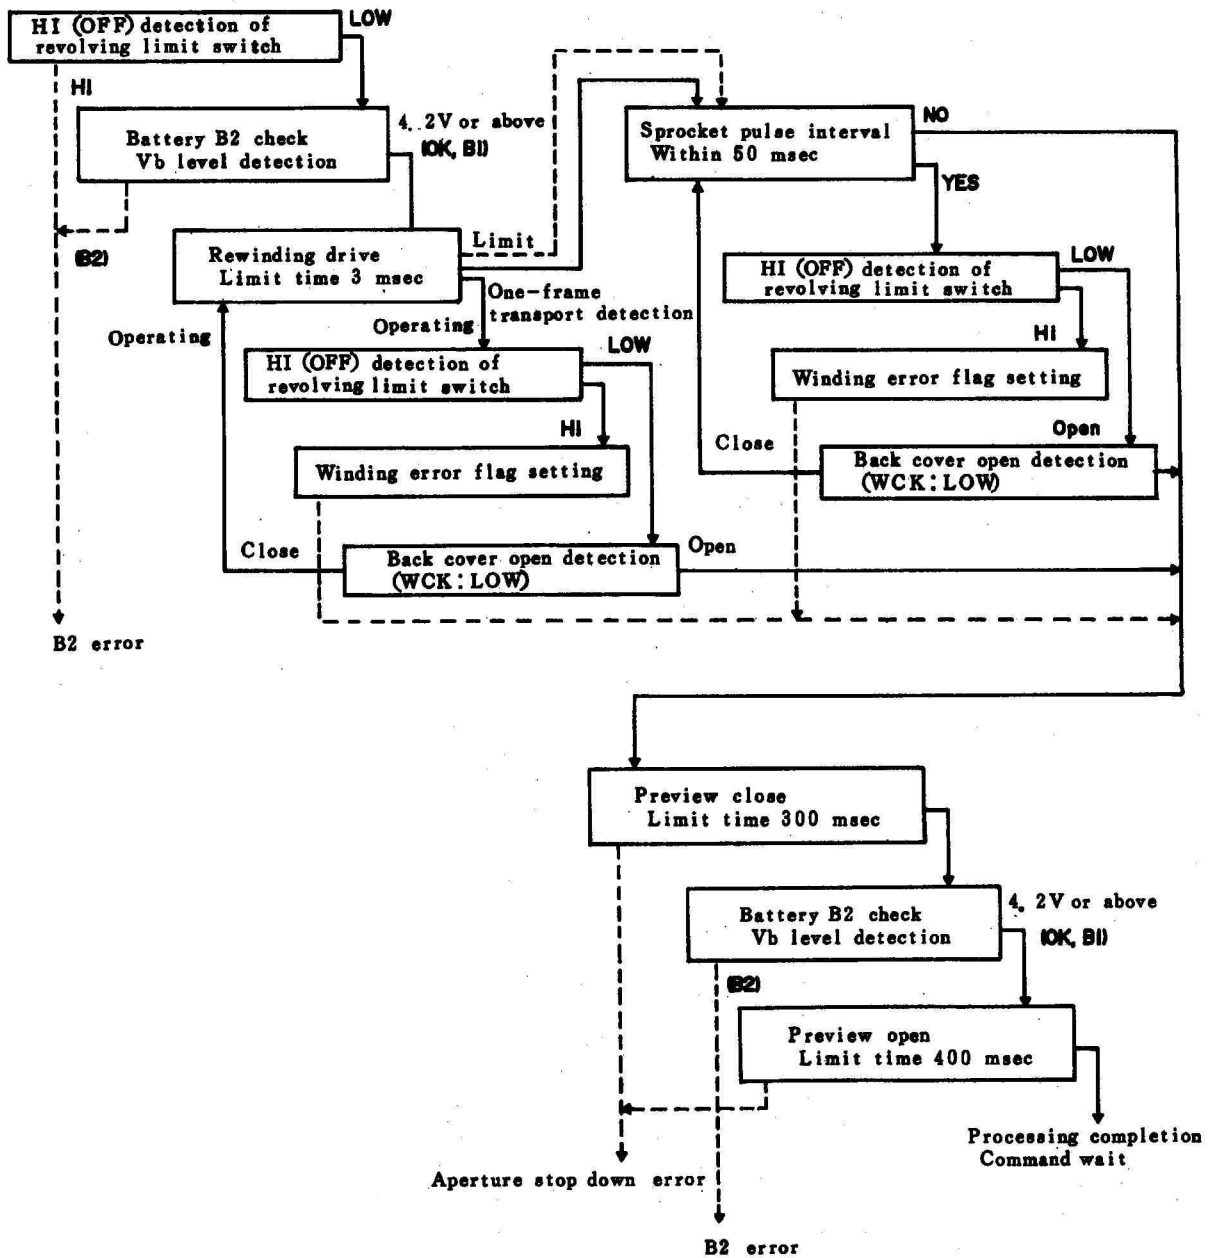 HI (OFF) detection of
revolving limit switch
LOW
HI
Battery B2 check
Vb level detection
4. 2V or above
(OK, B1)
(B2)
Rewinding drive
Limit time 3 msec
Limit
One-frame
transport detection
Operating
Operating
HI (OFF) detection of
revolving limit switch
LOW
HI
Winding error flag setting
Close
Back cover open detection
(WCK : LOW)
Open
B2 error
Sprocket pulse interval
Within 50 msec
NO
YES
HI (OFF) detection of
revolving limit switch
LOW
HI
Winding error flag setting
Close
Open
Back cover open detection
(WCK : LOW)
Preview close
Limit time 300 msec
Battery B2 check
Vb level detection
4. 2V or above
(OK, B1)
(B2)
Preview open
Limit time 400 msec
Processing completion
Command wait
Aperture stop down error
B2 error